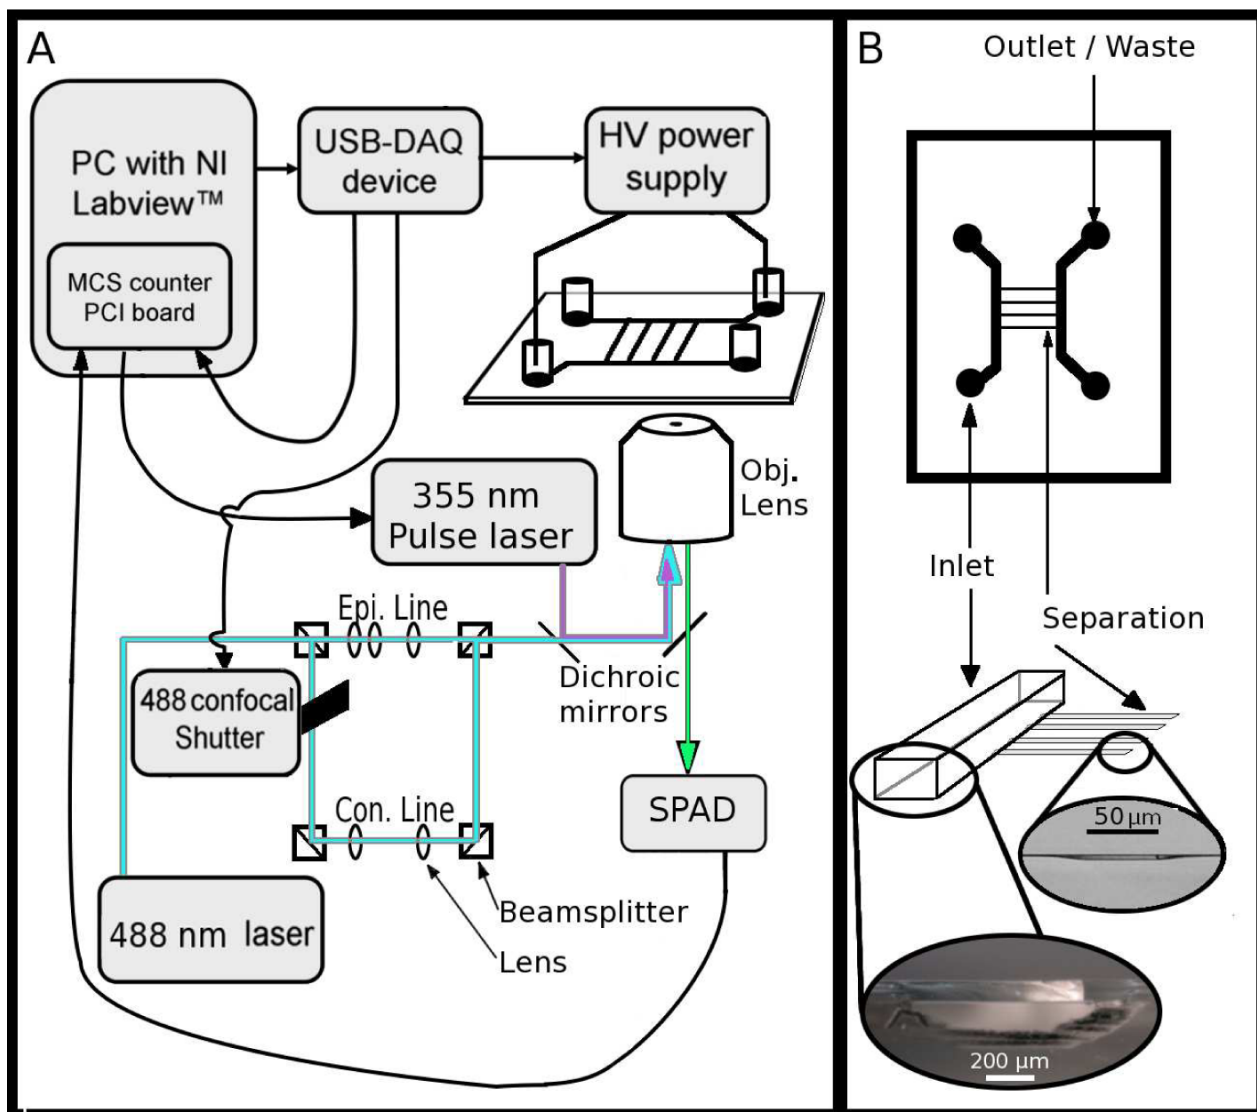 A
PC with NI
Labview™
MCS counter
PCI board
USB-DAQ
device
HV power
supply
355 nm
Pulse laser
Obj.
Lens
Epi. Line
Dichroic
mirrors
488 confocal
Shutter
Con. Line
SPAD
Beamsplitter
Lens
488 nm laser
B
Outlet / Waste
Inlet
Separation
50 µm
200 µm